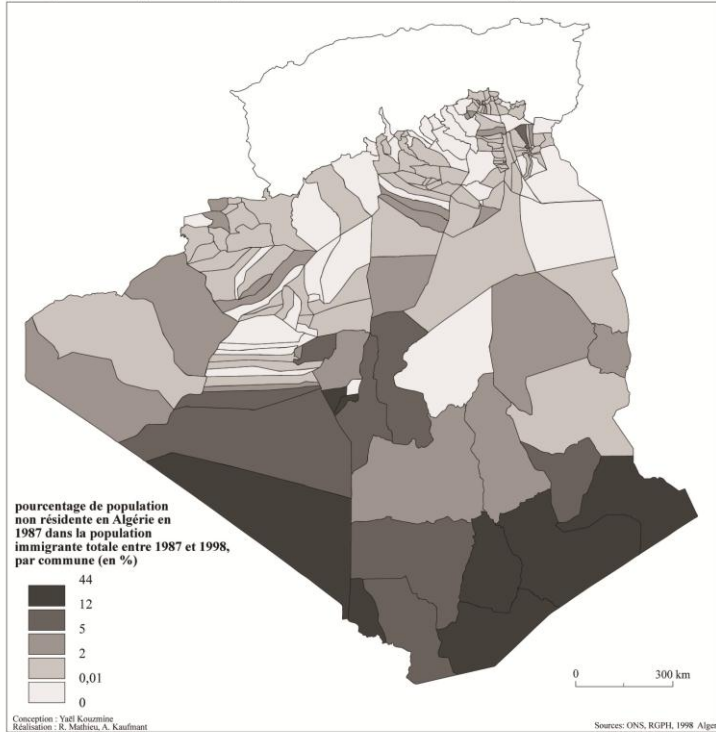 pourcentage de population
non résidente en Algérie en
1987 dans la population
immigrante totale entre 1987 et 1998,
par commune (en %)
44
12
5
2
0,01
0
0 300 km
Conception : Yaël Kouzmine
Réalisation : R. Mathieu, A. Kaufmant
Sources: ONS, RGPH, 1998 Alger